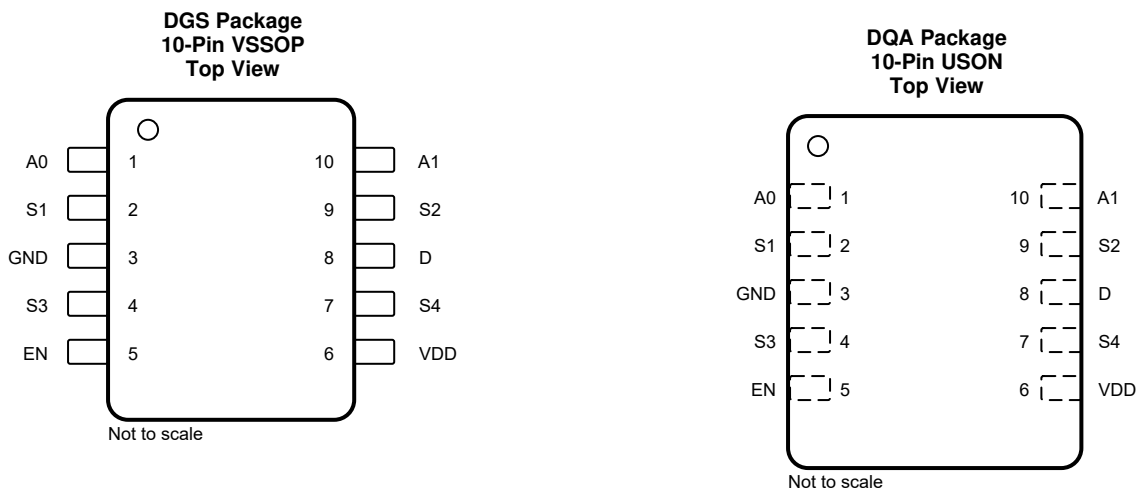 DGS Package
10-Pin VSSOP
Top View
A0 1 10 A1
S1 2 9 S2
GND 3 8 D
S3 4 7 S4
EN 5 6 VDD
Not to scale
DQA Package
10-Pin USON
Top View
A0 1 10 A1
S1 2 9 S2
GND 3 8 D
S3 4 7 S4
EN 5 6 VDD
Not to scale